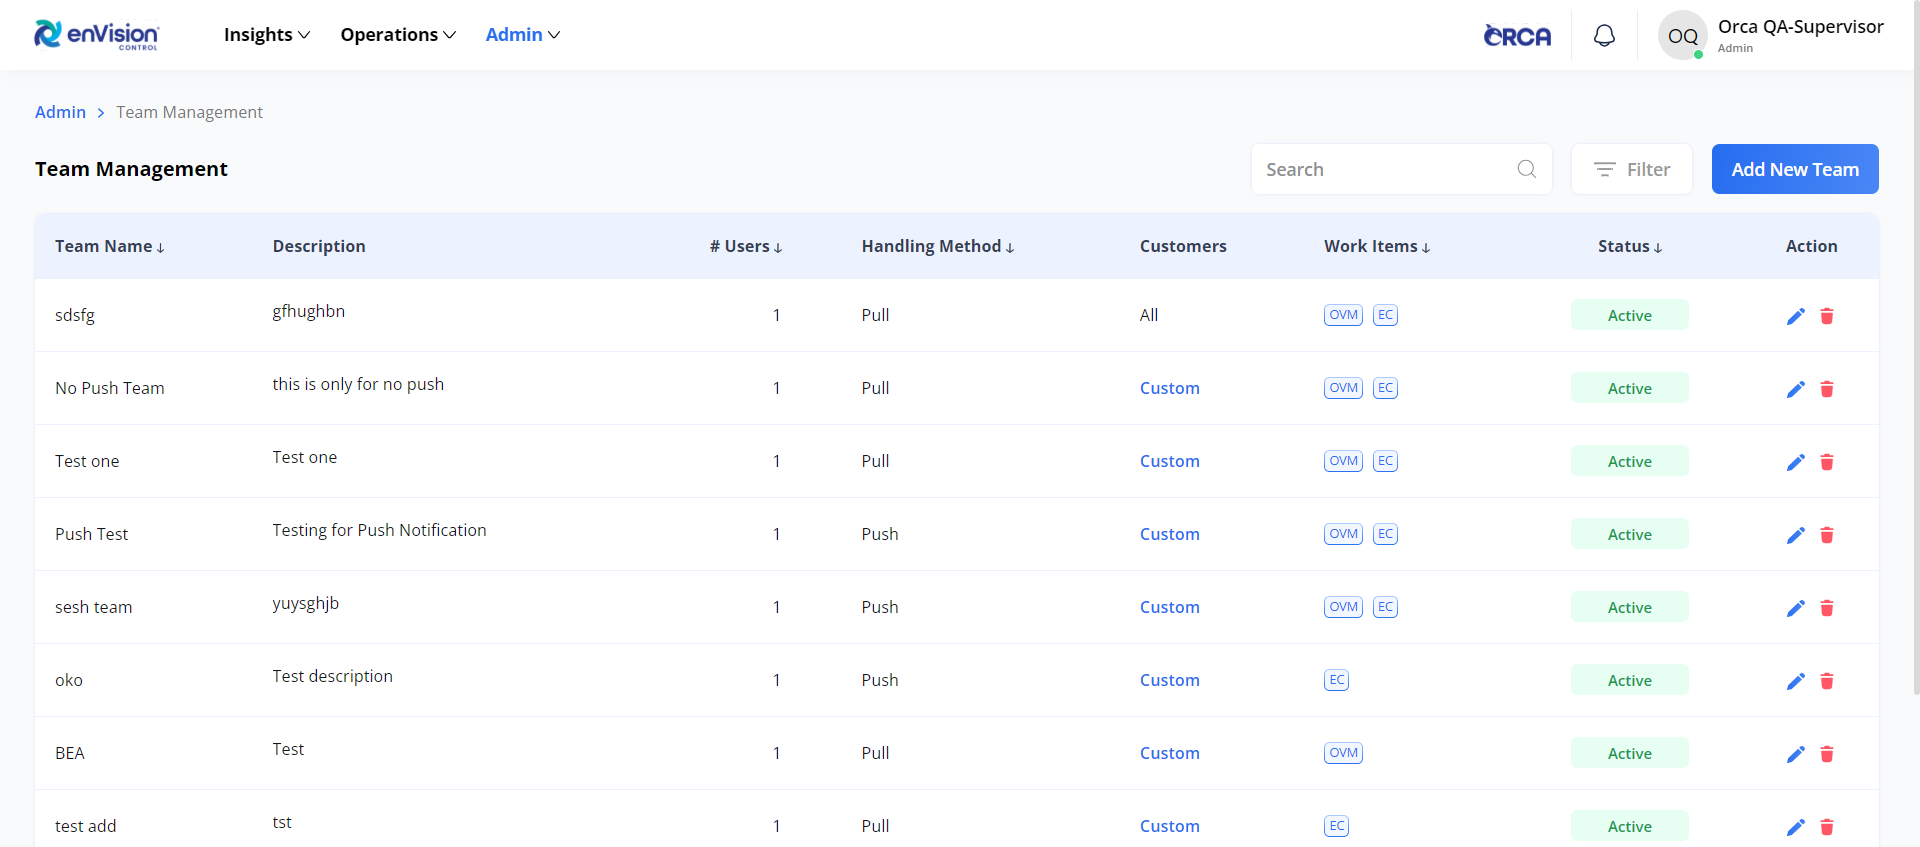 enVision CONTROL Insights Operations Admin ORCA OQ Orca QA-Supervisor
Admin
Admin > Team Management
Team Management Search Filter Add New Team
Team Name ↓ Description # Users ↓ Handling Method ↓ Customers Work Items ↓ Status ↓ Action
sdsfg gfhughbn 1 Pull All OVM EC Active
No Push Team this is only for no push 1 Pull Custom OVM EC Active
Test one Test one 1 Pull Custom OVM EC Active
Push Test Testing for Push Notification 1 Push Custom OVM EC Active
sesh team yuysghjb 1 Push Custom OVM EC Active
oko Test description 1 Push Custom EC Active
BEA Test 1 Pull Custom OVM Active
test add tst 1 Pull Custom EC Active